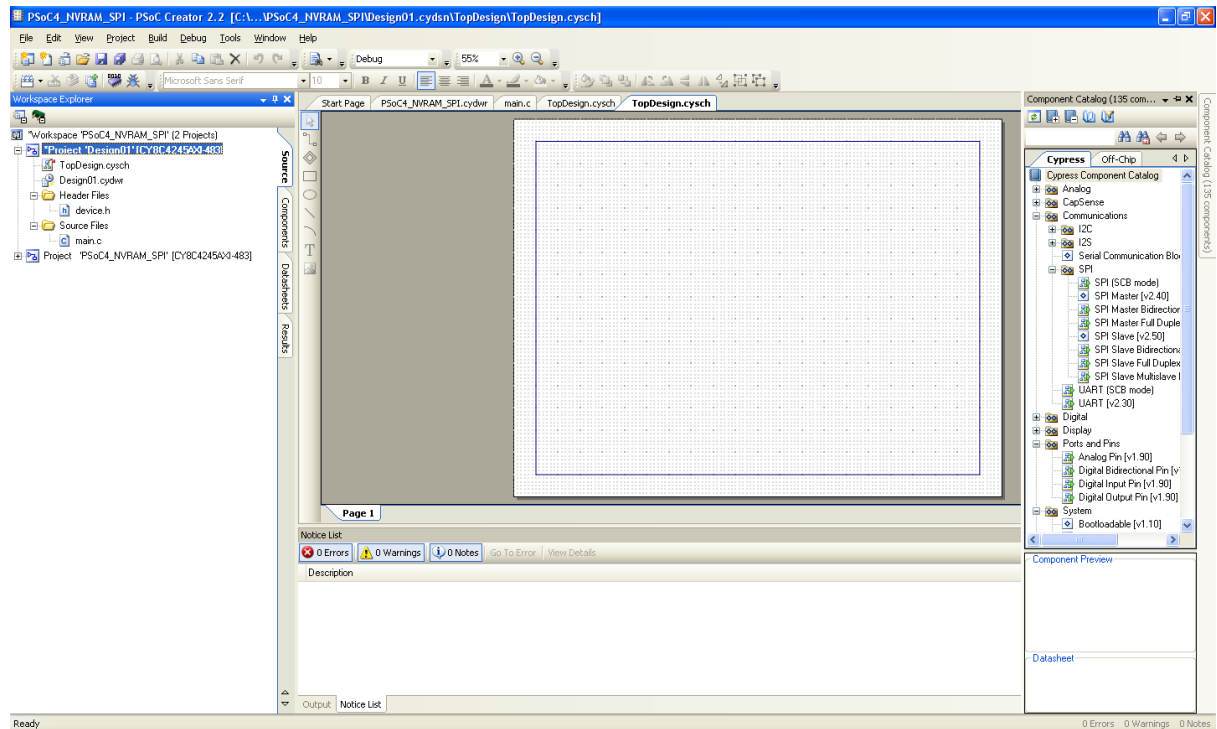 PSoC4_NVRAM_SPI - PSoC Creator 2.2 [C:\...\PSoC4_NVRAM_SPI\Design01.cydsn\TopDesign\TopDesign.cysch]
File Edit View Project Build Debug Tools Window Help
Debug 55%
Microsoft Sans Serif 10 B I U
Workspace Explorer
Workspace 'PSoC4_NVRAM_SPI' (2 Projects)
Project 'Design01' [CY8C4245AXI-483]
TopDesign.cysch
Design01.cydwr
Header Files
device.h
Source Files
main.c
Project 'PSoC4_NVRAM_SPI' [CY8C4245AXI-483]
Source
Components
Datasheets
Results
Start Page PSoC4_NVRAM_SPI.cydwr main.c TopDesign.cysch TopDesign.cysch
Page 1
Notice List
0 Errors 0 Warnings 0 Notes Go To Error View Details
Description
Output Notice List
Component Catalog (135 com...
Cypress Off-Chip
Cypress Component Catalog
Analog
CapSense
Communications
I2C
I2S
Serial Communication Blo
SPI
SPI (SCB mode)
SPI Master [v2.40]
SPI Master Bidirection
SPI Master Full Duple
SPI Slave [v2.50]
SPI Slave Bidirectiona
SPI Slave Full Duplex
SPI Slave Multislave
UART (SCB mode)
UART [v2.30]
Digital
Display
Ports and Pins
Analog Pin [v1.90]
Digital Bidirectional Pin [v
Digital Input Pin [v1.90]
Digital Output Pin [v1.90]
System
Bootloadable [v1.10]
Component Preview
Datasheet
Component Catalog (135 components)
Ready 0 Errors 0 Warnings 0 Notes